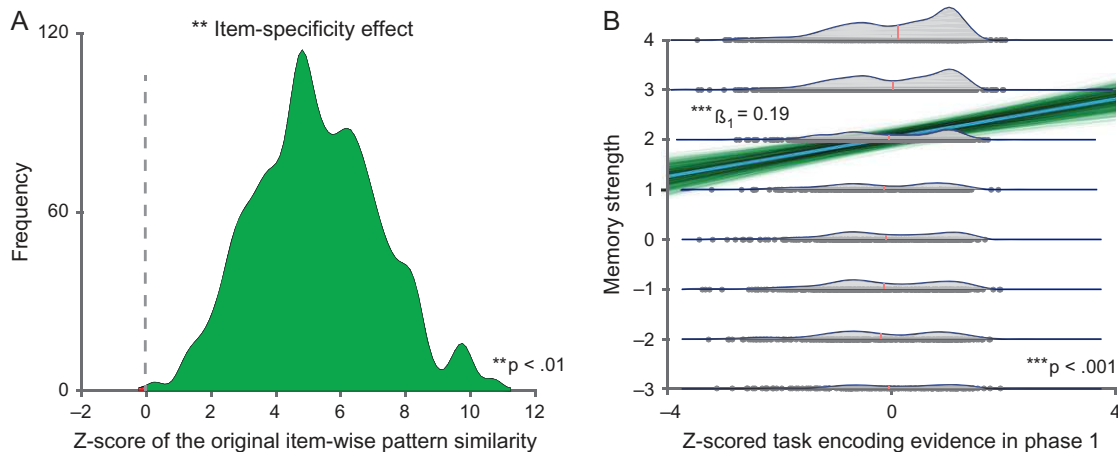 A
** Item-specificity effect
120
60
0
Frequency
**p < .01
−2 0 2 4 6 8 10 12
Z-score of the original item-wise pattern similarity
B
4
3
2
1
0
−1
−2
−3
Memory strength
***ß1 = 0.19
***p < .001
−4 0 4
Z-scored task encoding evidence in phase 1